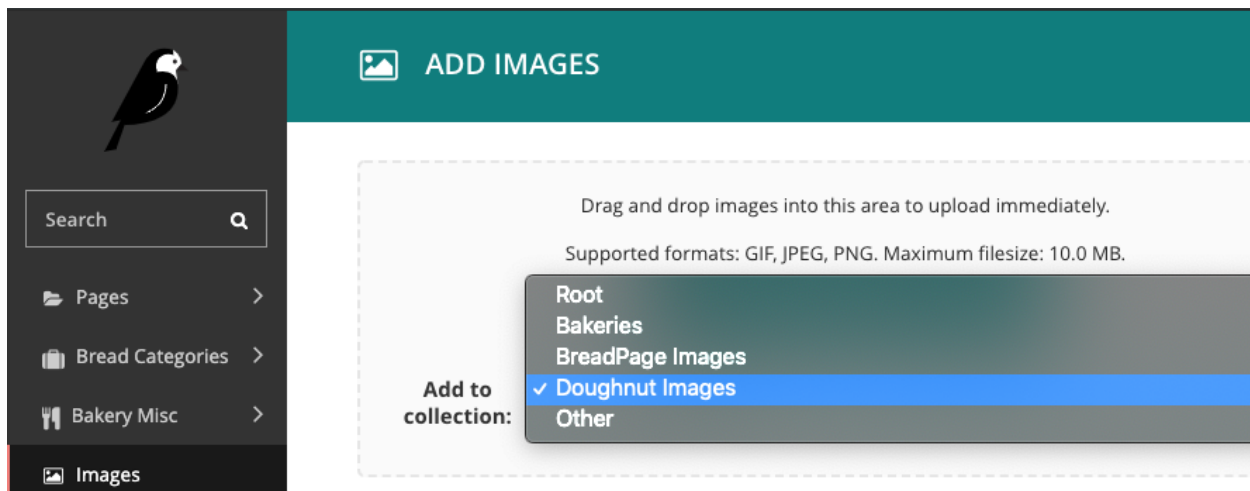 ADD IMAGES
Search
Pages
Bread Categories
Bakery Misc
Images
Drag and drop images into this area to upload immediately.
Supported formats: GIF, JPEG, PNG. Maximum filesize: 10.0 MB.
Add to
collection:
Root
Bakeries
BreadPage Images
Doughnut Images
Other